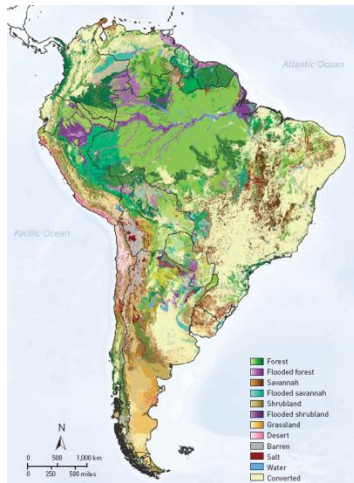 Atlantic Ocean
Pacific Ocean
Forest
Flooded forest
Savannah
Flooded savannah
Shrubland
Flooded shrubland
Grassland
Desert
Barren
Salt
Water
Converted
N
0 500 1,000 km
0 250 500 miles